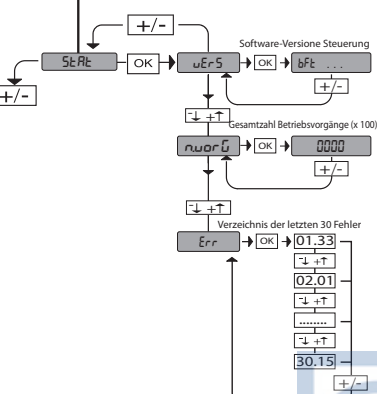 +/-
Software-Versione Steuerung
StAt OK uErS OK bFt ...
+/-
+/-
-↓ +↑
Gesamtzahl Betriebsvorgänge (x 100)
n.uorG OK 0000
+/-
-↓ +↑
Verzeichnis der letzten 30 Fehler
Err OK 01.33
-↓ +↑
02.01
-↓ +↑
........
-↓ +↑
30.15
+/-